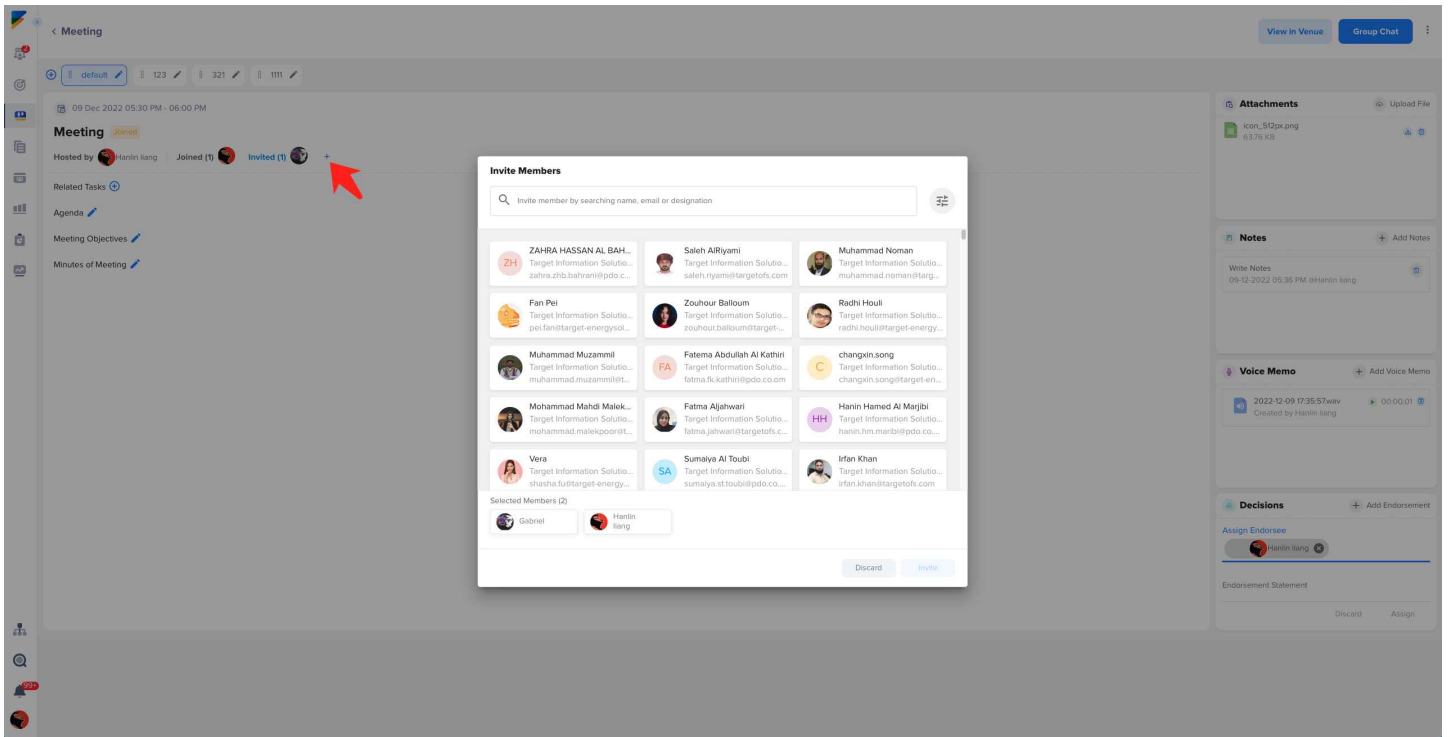 < Meeting
View in Venue
Group Chat
2
default
123
321
1111
09 Dec 2022 05:30 PM - 06:00 PM
Meeting Joined
Hosted by Hanlin liang Joined (1) Invited (1) +
Related Tasks
Agenda
Meeting Objectives
Minutes of Meeting
Invite Members
Invite member by searching name, email or designation
ZH
ZAHRA HASSAN AL BAH...
Target Information Solutio...
zahra.zhb.bahrani@pdo.c...
Saleh AlRiyami
Target Information Solutio...
saleh.riyami@targetofs.com
Muhammad Noman
Target Information Solutio...
muhammad.noman@targ...
Fan Pei
Target Information Solutio...
pei.fan@target-energysol...
Zouhour Balloum
Target Information Solutio...
zouhour.balloum@target-...
Radhi Houli
Target Information Solutio...
radhi.houli@target-energy...
Muhammad Muzammil
Target Information Solutio...
muhammad.muzammil@t...
FA
Fatema Abdullah Al Kathiri
Target Information Solutio...
fatma.fk.kathiri@pdo.co.om
C
changxin.song
Target Information Solutio...
changxin.song@target-en...
Mohammad Mahdi Malek...
Target Information Solutio...
mohammad.malekpoor@t...
Fatma Aljahwari
Target Information Solutio...
fatma.jahwari@targetofs.c...
HH
Hanin Hamed Al Marjibi
Target Information Solutio...
hanin.hm.maribi@pdo.co....
Vera
Target Information Solutio...
shasha.fu@target-energy...
SA
Sumaiya Al Toubi
Target Information Solutio...
sumaiya.st.toubi@pdo.co....
Irfan Khan
Target Information Solutio...
irfan.khan@targetofs.com
Selected Members (2)
Gabriel
Hanlin
liang
Discard
Invite
Attachments
Upload File
icon_512px.png
63.76 KB
Notes
+ Add Notes
Write Notes
09-12-2022 05:36 PM @Hanlin liang
Voice Memo
+ Add Voice Memo
2022-12-09 17:35:57.wav
00:00:01
Created by Hanlin liang
Decisions
+ Add Endorsement
Assign Endorsee
Hanlin liang
Endorsement Statement
Discard
Assign
99+